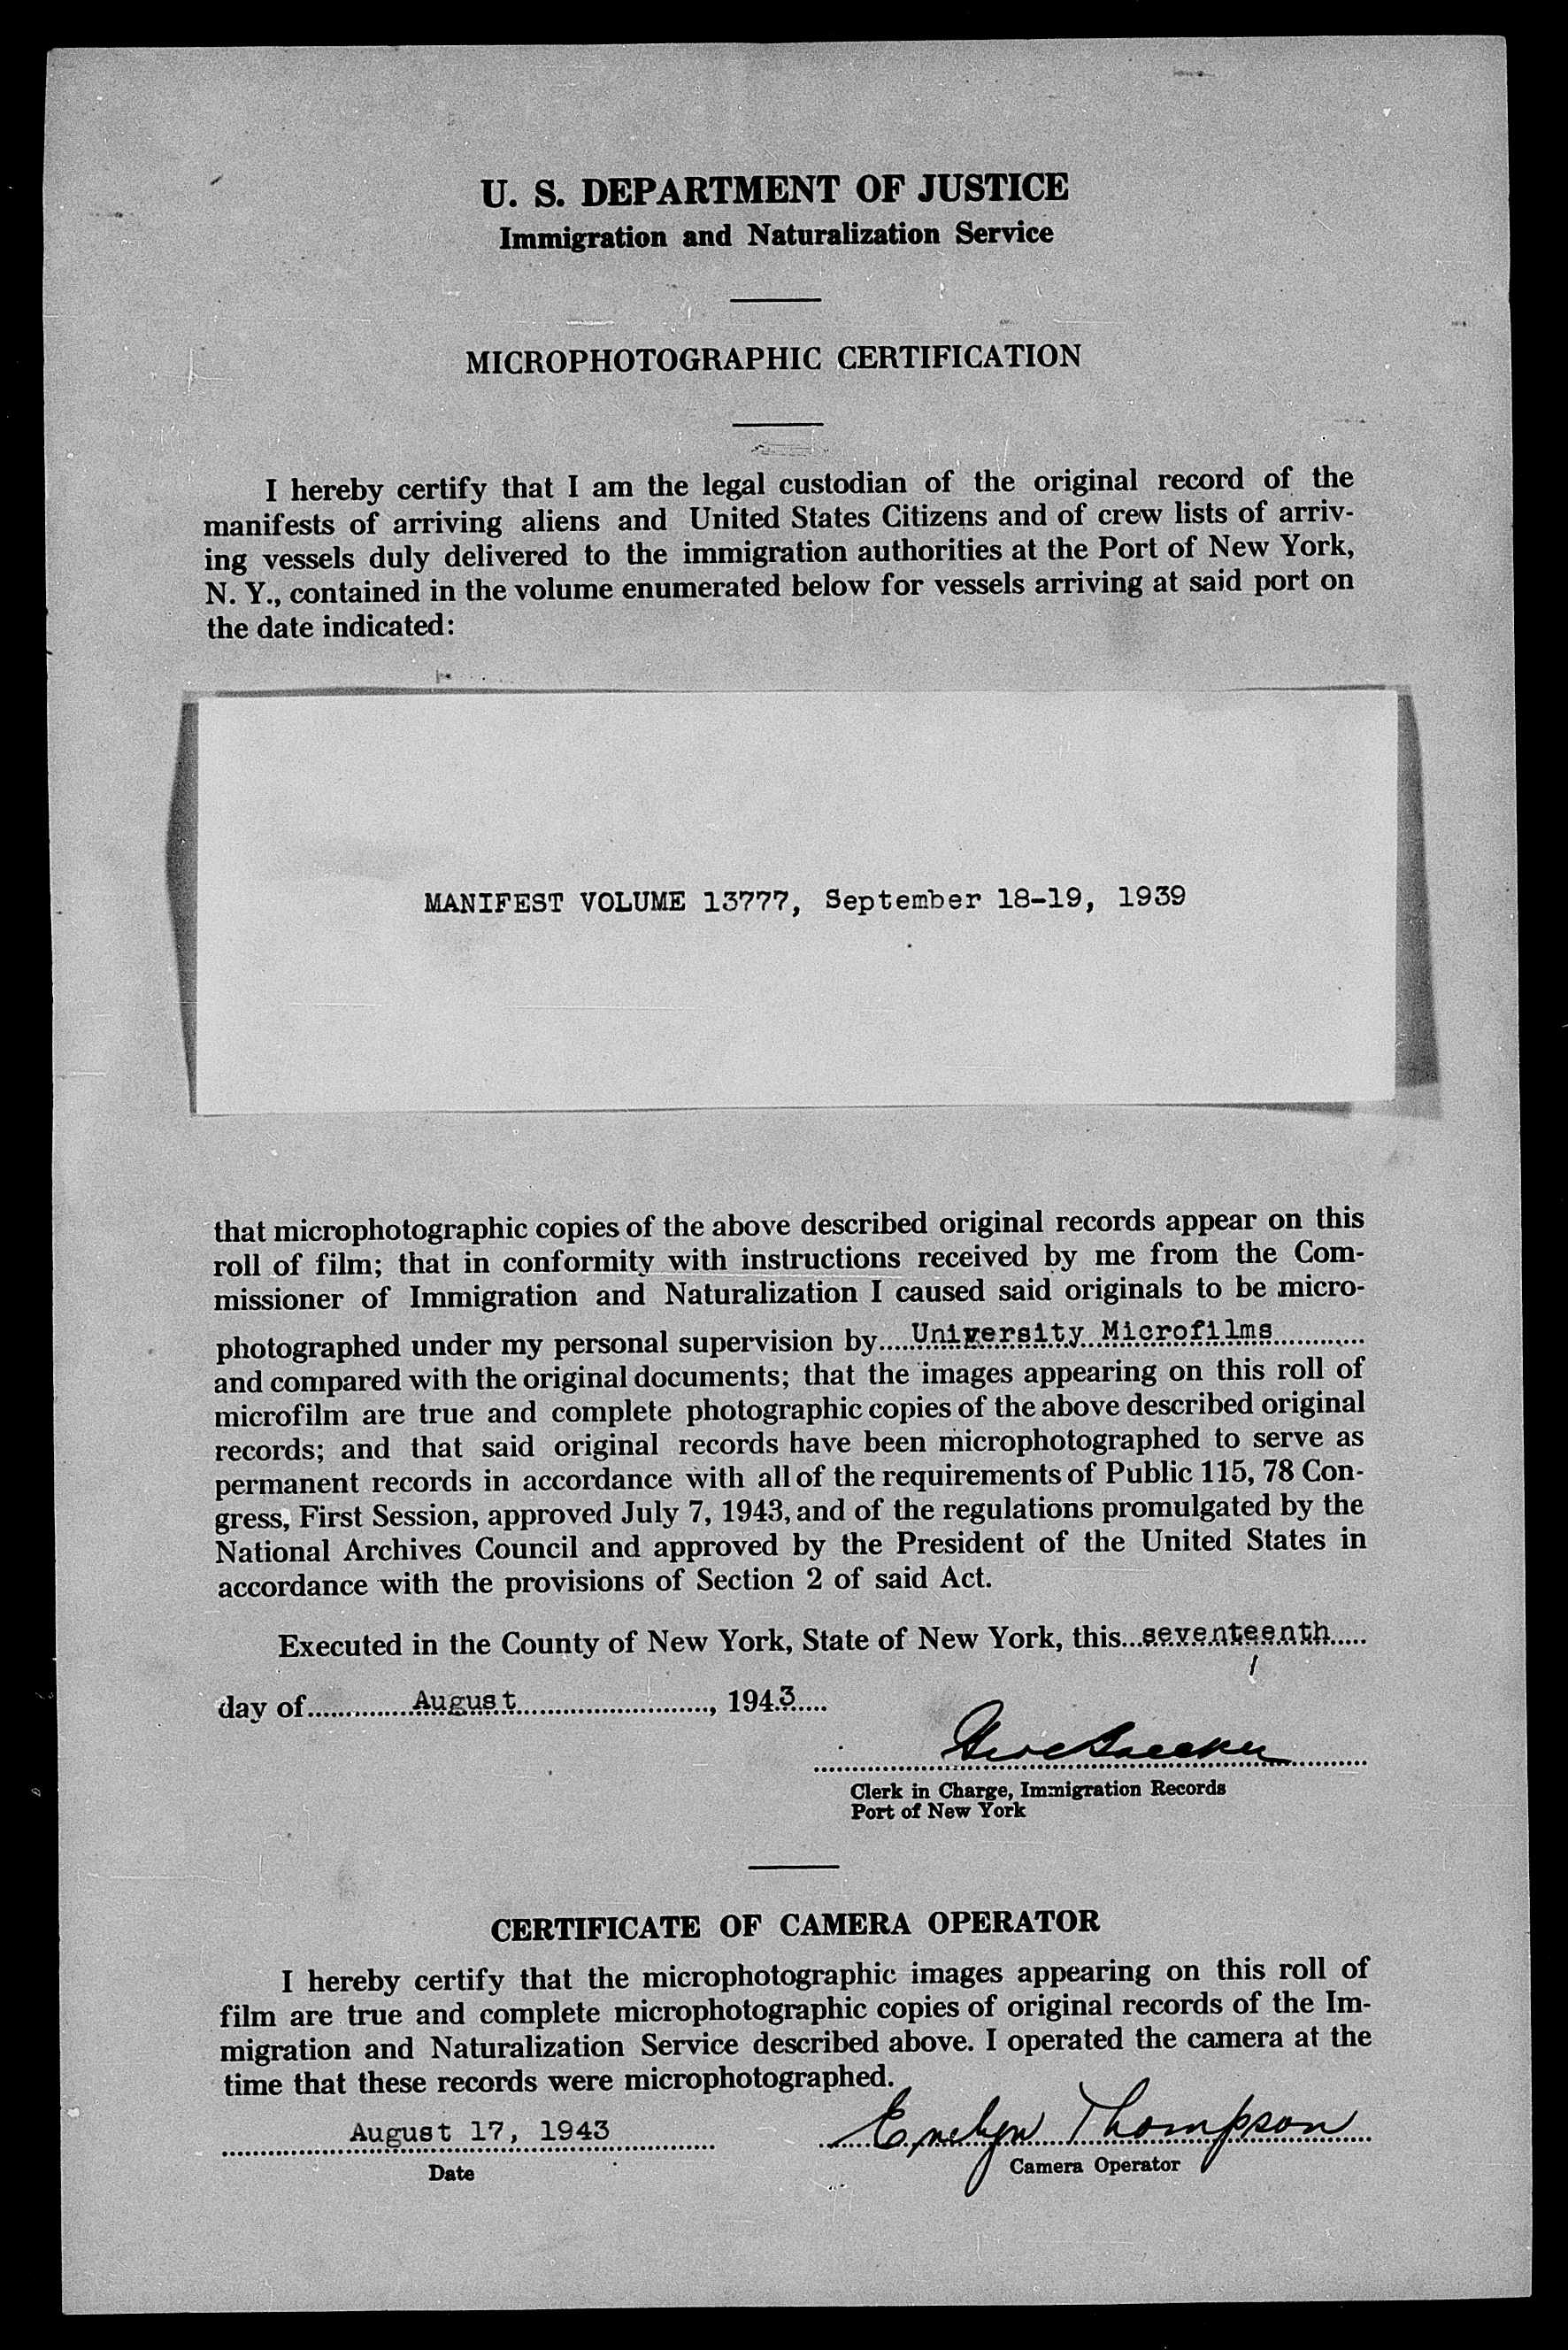 U. S. DEPARTMENT OF JUSTICE
Immigration and Naturalization Service
MICROPHOTOGRAPHIC CERTIFICATION
I hereby certify that I am the legal custodian of the original record of the
manifests of arriving aliens and United States Citizens and of crew lists of arriv-
ing vessels duly delivered to the immigration authorities at the Port of New York,
N. Y., contained in the volume enumerated below for vessels arriving at said port on
the date indicated:
MANIFEST VOLUME 13777, September 18-19, 1939
that microphotographic copies of the above described original records appear on this
roll of film; that in conformity with instructions received by me from the Com-
missioner of Immigration and Naturalization I caused said originals to be micro-
photographed under my personal supervision by....University Microfilms............
and compared with the original documents; that the images appearing on this roll of
microfilm are true and complete photographic copies of the above described original
records; and that said original records have been microphotographed to serve as
permanent records in accordance with all of the requirements of Public 115, 78 Con-
gress, First Session, approved July 7, 1943, and of the regulations promulgated by the
National Archives Council and approved by the President of the United States in
accordance with the provisions of Section 2 of said Act.
Executed in the County of New York, State of New York, this...seventeenth.....
day of.............August........................, 1943.....
Clerk in Charge, Immigration Records
Port of New York
CERTIFICATE OF CAMERA OPERATOR
I hereby certify that the microphotographic images appearing on this roll of
film are true and complete microphotographic copies of original records of the Im-
migration and Naturalization Service described above. I operated the camera at the
time that these records were microphotographed.
August 17, 1943
Thompson
Date
Camera Operator